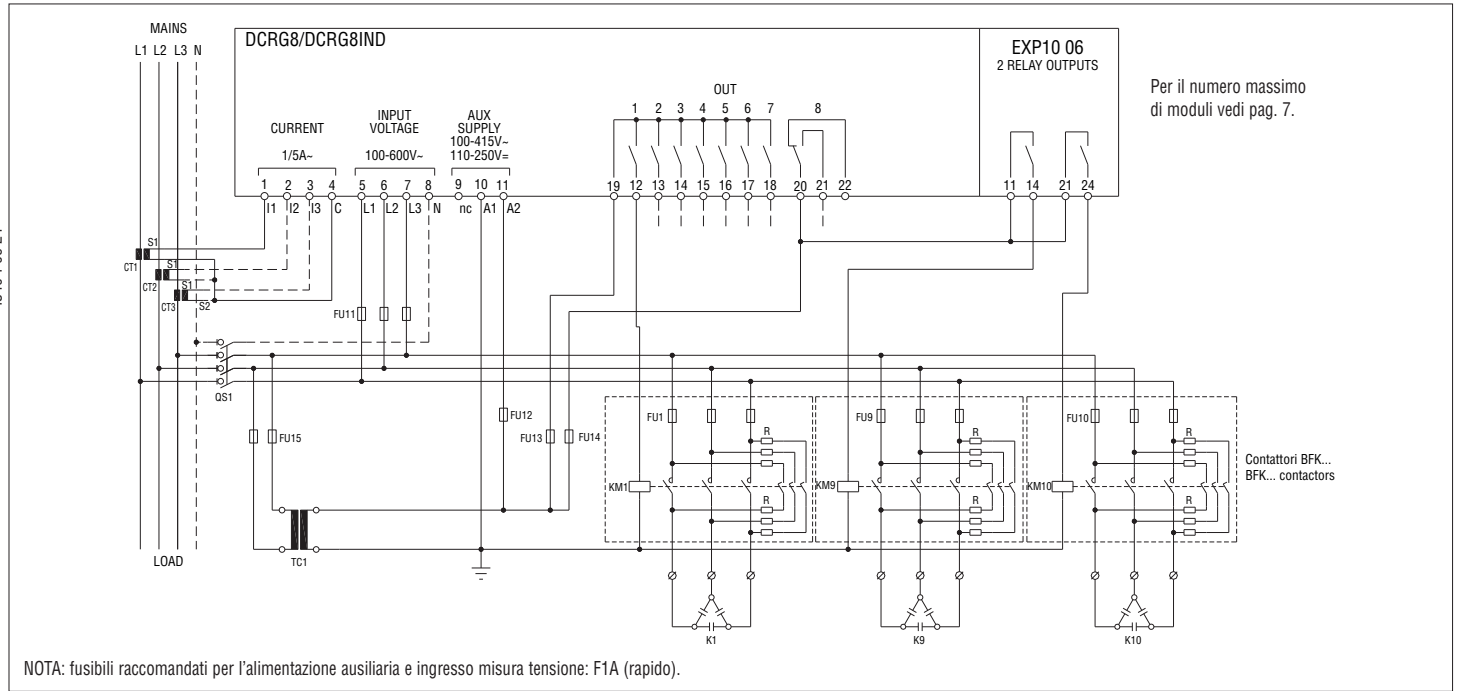 MAINS
L1 L2 L3 N
DCRG8/DCRG8IND
EXP10 06
2 RELAY OUTPUTS
Per il numero massimo
di moduli vedi pag. 7.
CURRENT
1/5A~
INPUT
VOLTAGE
100-600V~
AUX
SUPPLY
100-415V~
110-250V=
OUT
1 2 3 4 5 6 7 8
1 2 3 4 5 6 7 8 9 10 11
19 12 13 14 15 16 17 18 20 21 22
11 14 21 24
I1 I2 I3 C L1 L2 L3 N nc A1 A2
S1
CT1
S1
CT2
S1
CT3 S2
FU11
QS1
FU15
FU12
FU13 FU14
FU1 FU9 FU10
R R R
KM1 KM9 KM10
R R R
Contattori BFK...
BFK... contactors
LOAD
TC1
K1 K9 K10
NOTA: fusibili raccomandati per l'alimentazione ausiliaria e ingresso misura tensione: F1A (rapido).